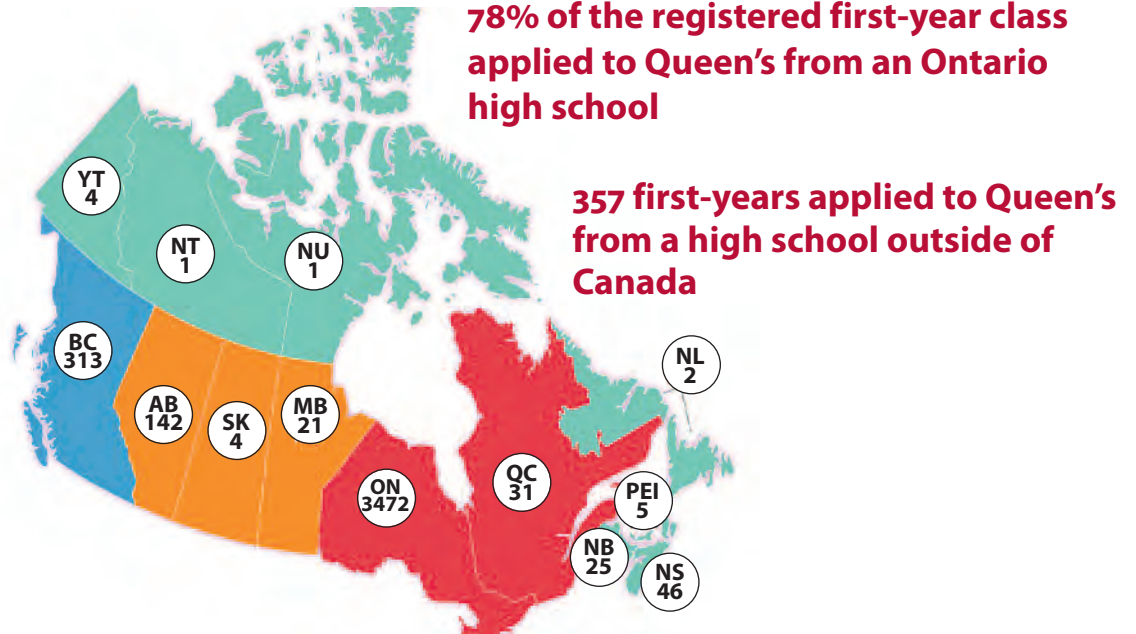 78% of the registered first-year class
applied to Queen’s from an Ontario
high school
357 first-years applied to Queen’s
from a high school outside of
Canada
YT
4
NT
1
NU
1
BC
313
AB
142
SK
4
MB
21
ON
3472
QC
31
NL
2
PEI
5
NB
25
NS
46